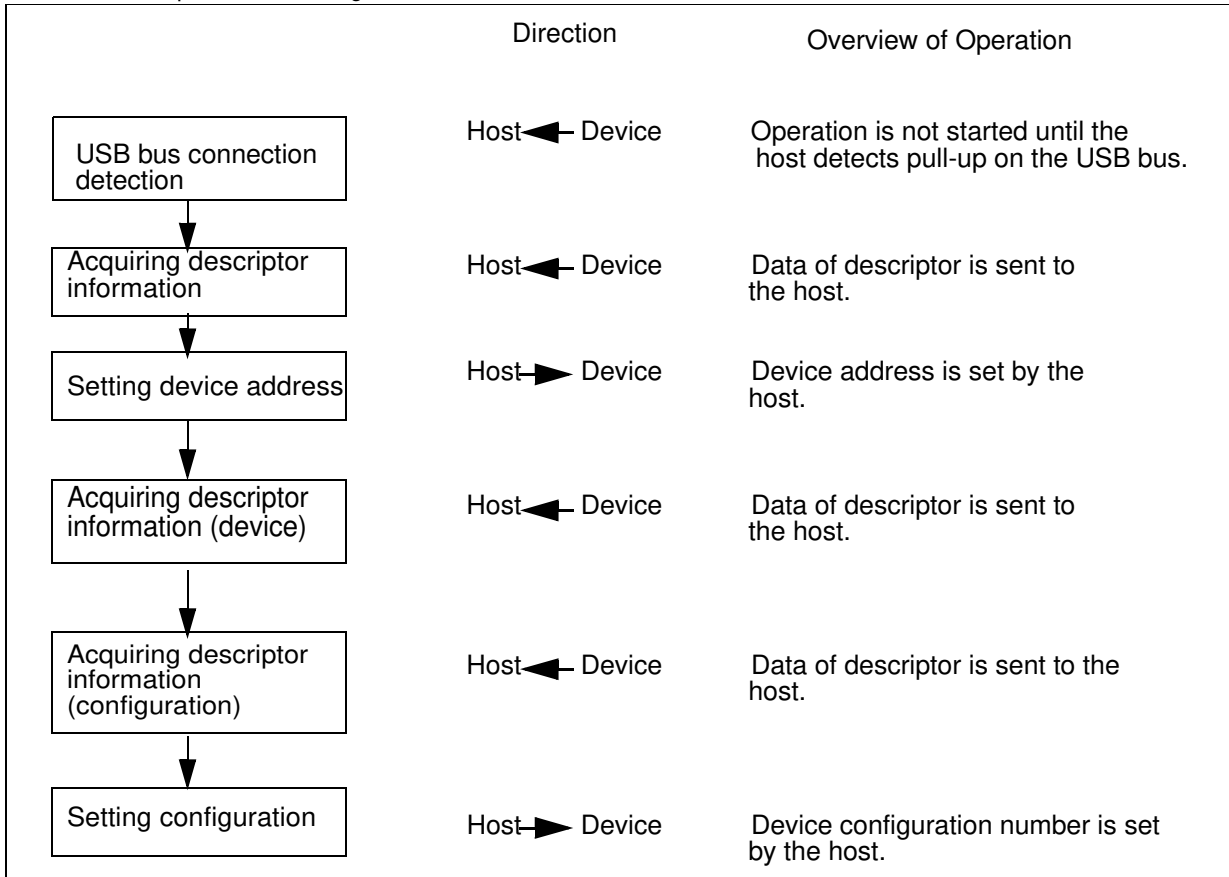 Direction Overview of Operation
USB bus connection
detection
Host Device
Operation is not started until the
host detects pull-up on the USB bus.
Acquiring descriptor
information
Host Device
Data of descriptor is sent to
the host.
Setting device address
Host Device
Device address is set by the
host.
Acquiring descriptor
information (device)
Host Device
Data of descriptor is sent to
the host.
Acquiring descriptor
information
(configuration)
Host Device
Data of descriptor is sent to the
host.
Setting configuration
Host Device
Device configuration number is set
by the host.